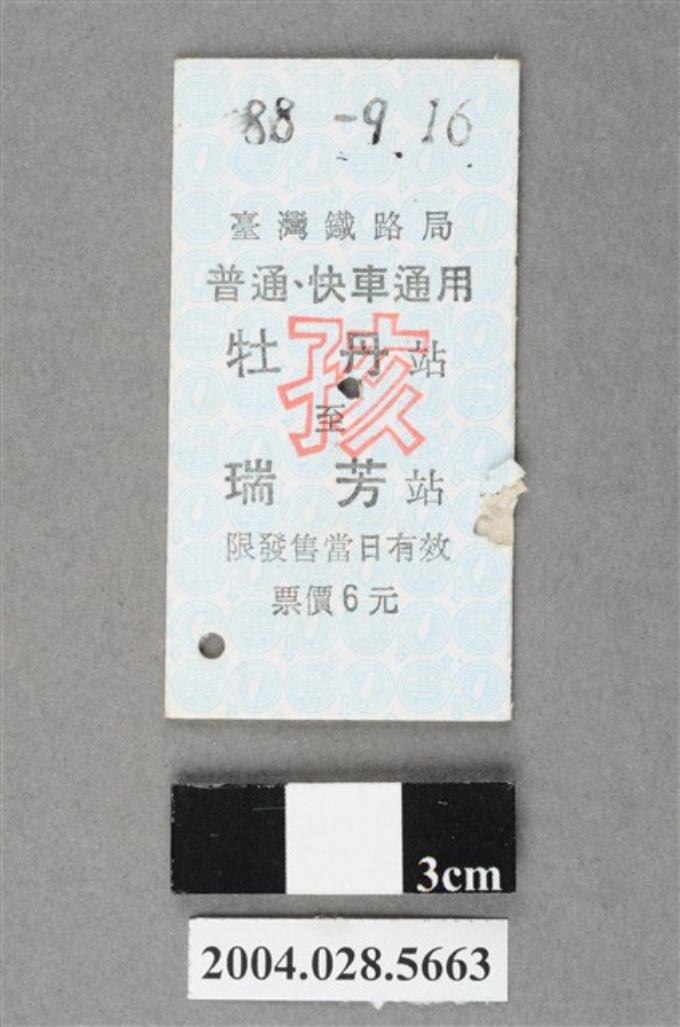 88 -9. 16
臺灣鐵路局
普通、快車通用
牡丹站
孩
至
瑞芳站
限發售當日有效
票價6元
3cm
2004.028.5663